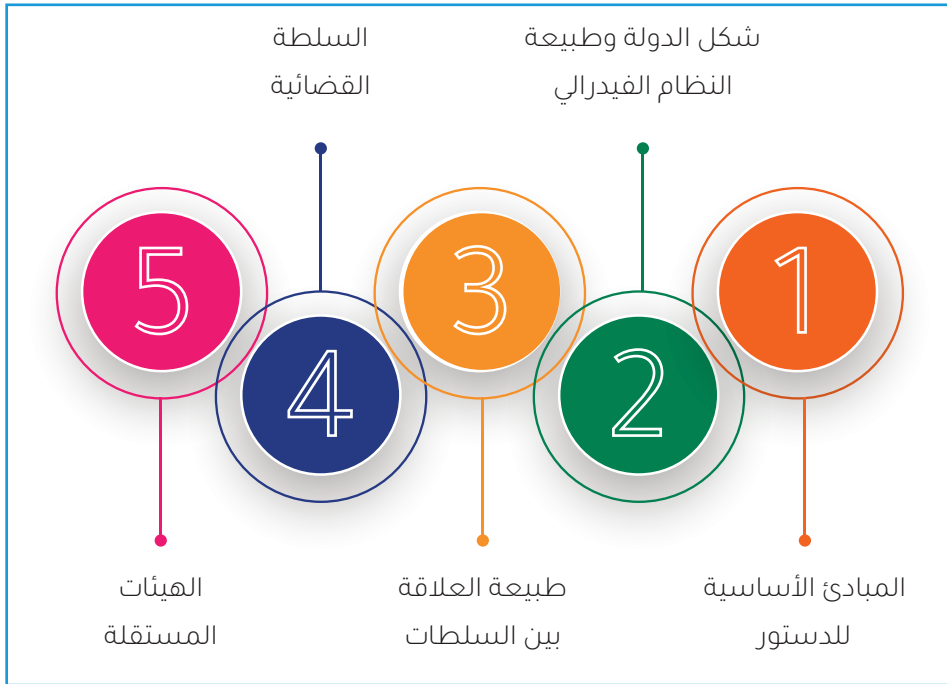 1
المبادئ الأساسية
للدستور
2
شكل الدولة وطبيعة
النظام الفيدرالي
3
طبيعة العلاقة
بين السلطات
4
السلطة
القضائية
5
الهيئات
المستقلة